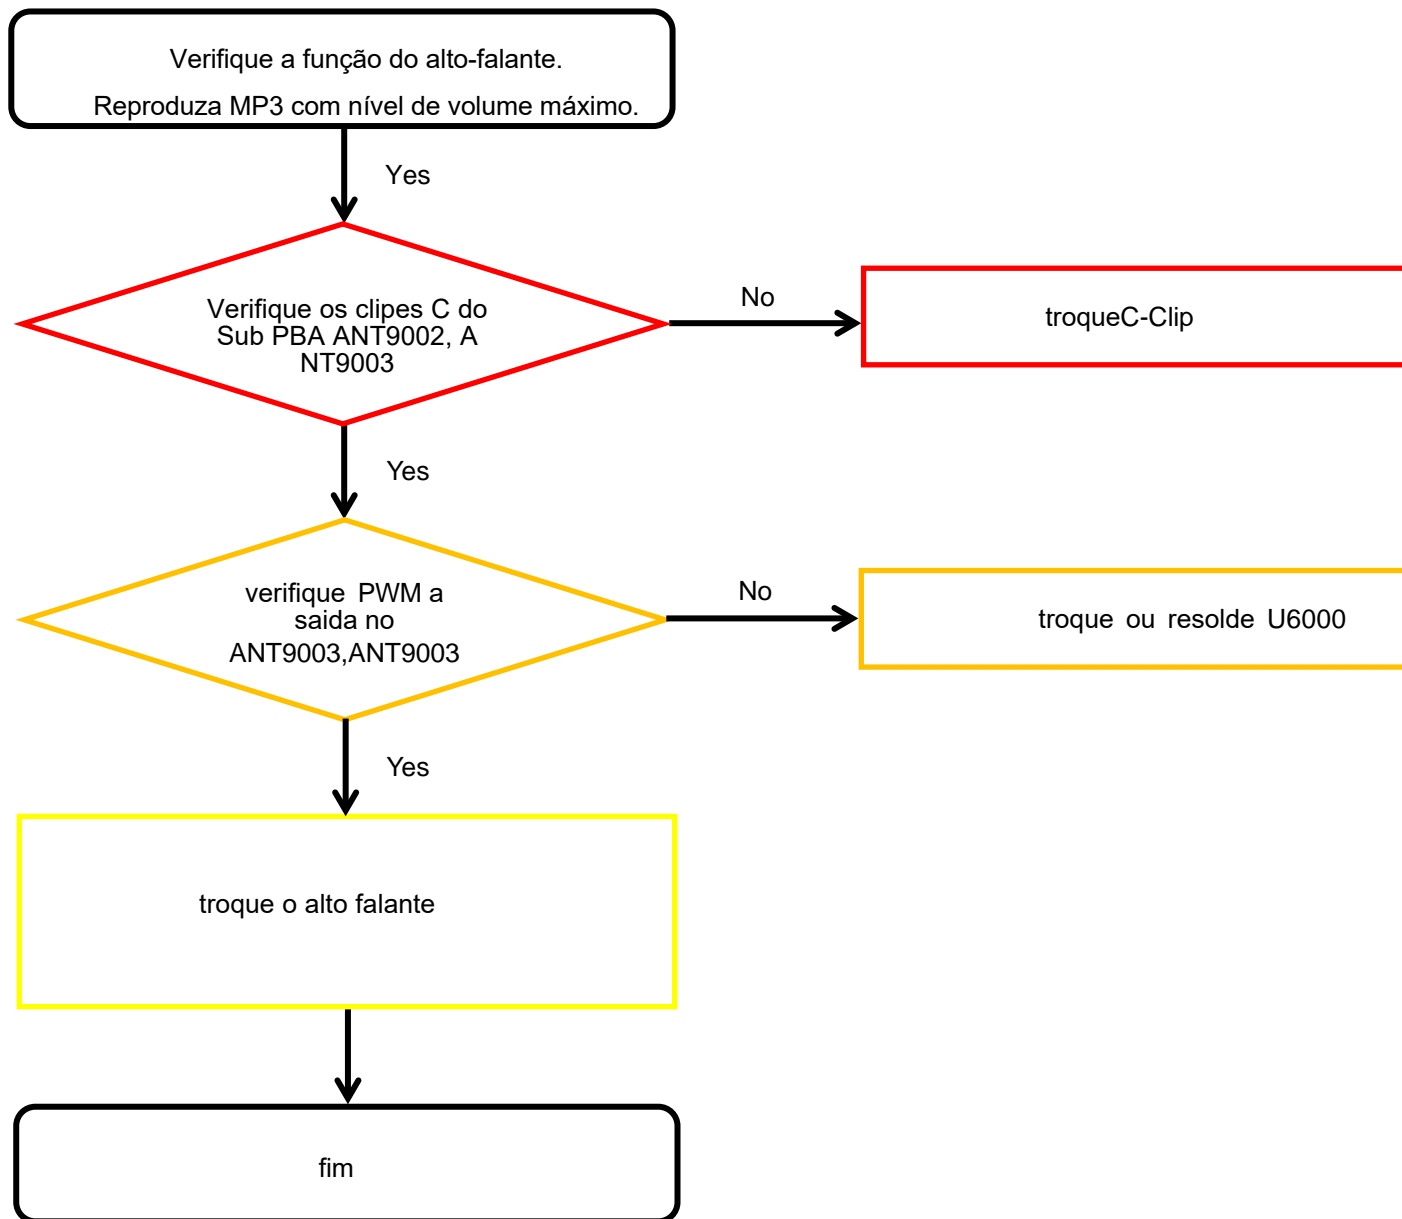 Verifique a função do alto-falante.
Reproduza MP3 com nível de volume máximo.
Yes
Verifique os clipes C do
Sub PBA ANT9002, A
NT9003
No
troqueC-Clip
Yes
verifique PWM a
saida no
ANT9003,ANT9003
No
troque ou resolde U6000
Yes
troque o alto falante
fim